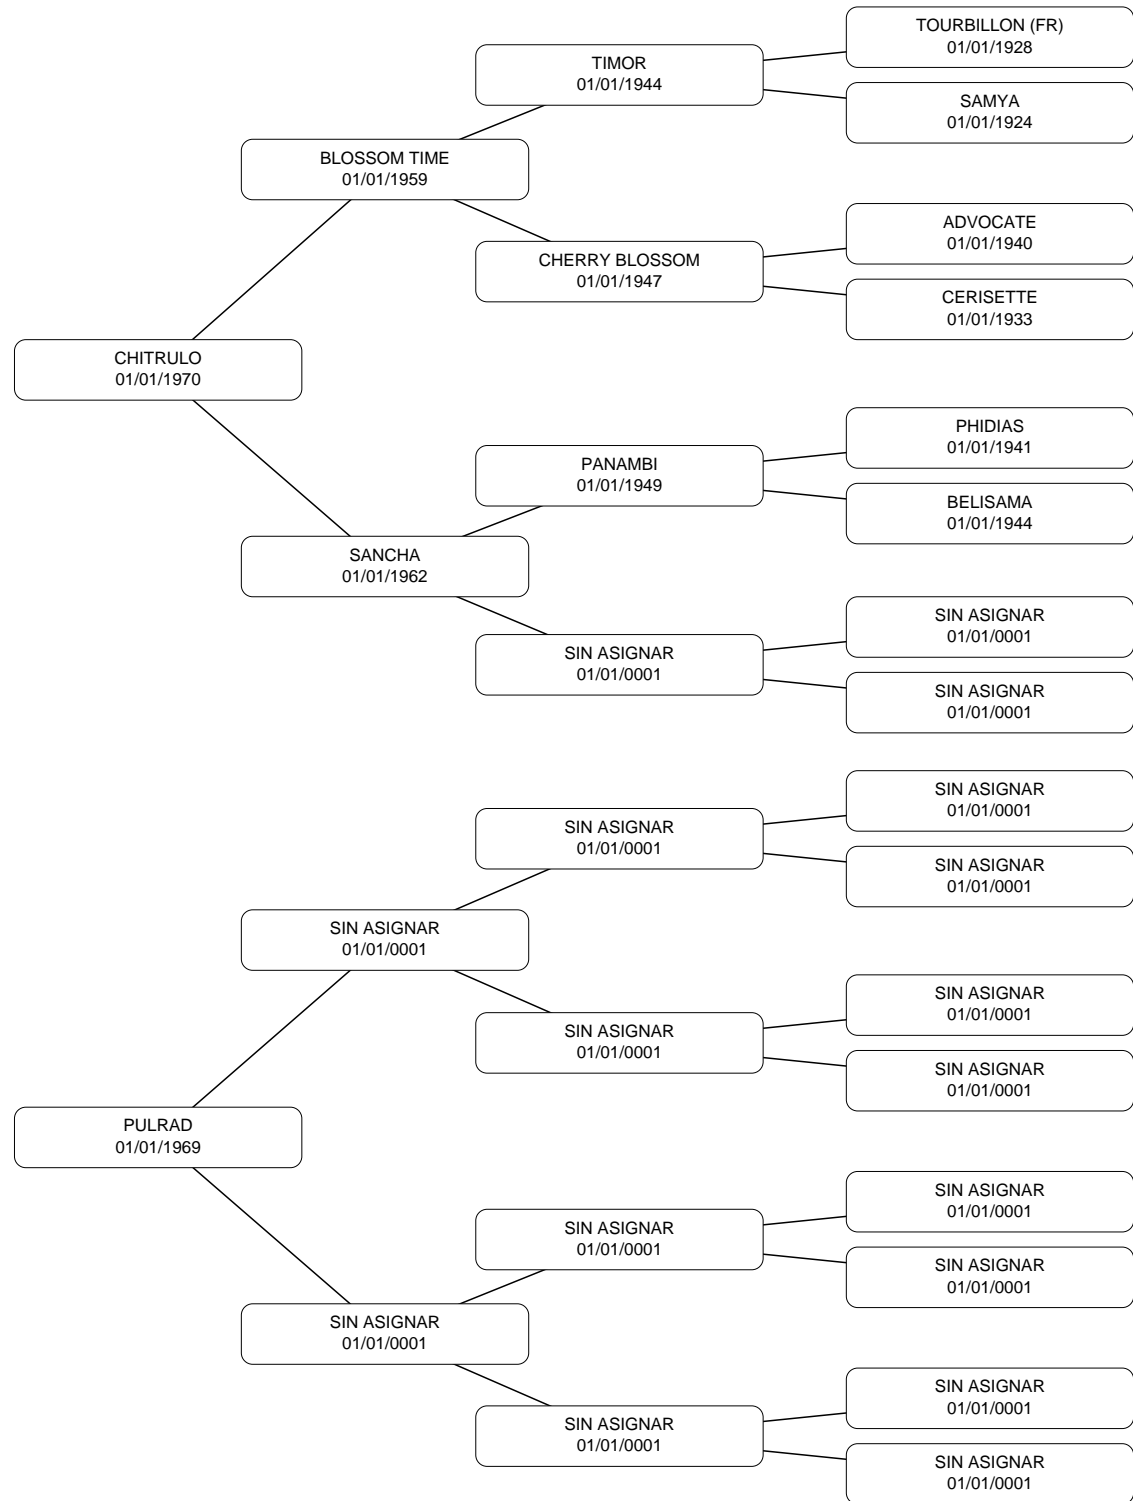 TOURBILLON (FR)
01/01/1928
TIMOR
01/01/1944
SAMYA
01/01/1924
BLOSSOM TIME
01/01/1959
ADVOCATE
01/01/1940
CHERRY BLOSSOM
01/01/1947
CERISETTE
01/01/1933
CHITRULO
01/01/1970
PHIDIAS
01/01/1941
PANAMBI
01/01/1949
BELISAMA
01/01/1944
SANCHA
01/01/1962
SIN ASIGNAR
01/01/0001
SIN ASIGNAR
01/01/0001
SIN ASIGNAR
01/01/0001
SIN ASIGNAR
01/01/0001
SIN ASIGNAR
01/01/0001
SIN ASIGNAR
01/01/0001
SIN ASIGNAR
01/01/0001
SIN ASIGNAR
01/01/0001
SIN ASIGNAR
01/01/0001
SIN ASIGNAR
01/01/0001
PULRAD
01/01/1969
SIN ASIGNAR
01/01/0001
SIN ASIGNAR
01/01/0001
SIN ASIGNAR
01/01/0001
SIN ASIGNAR
01/01/0001
SIN ASIGNAR
01/01/0001
SIN ASIGNAR
01/01/0001
SIN ASIGNAR
01/01/0001